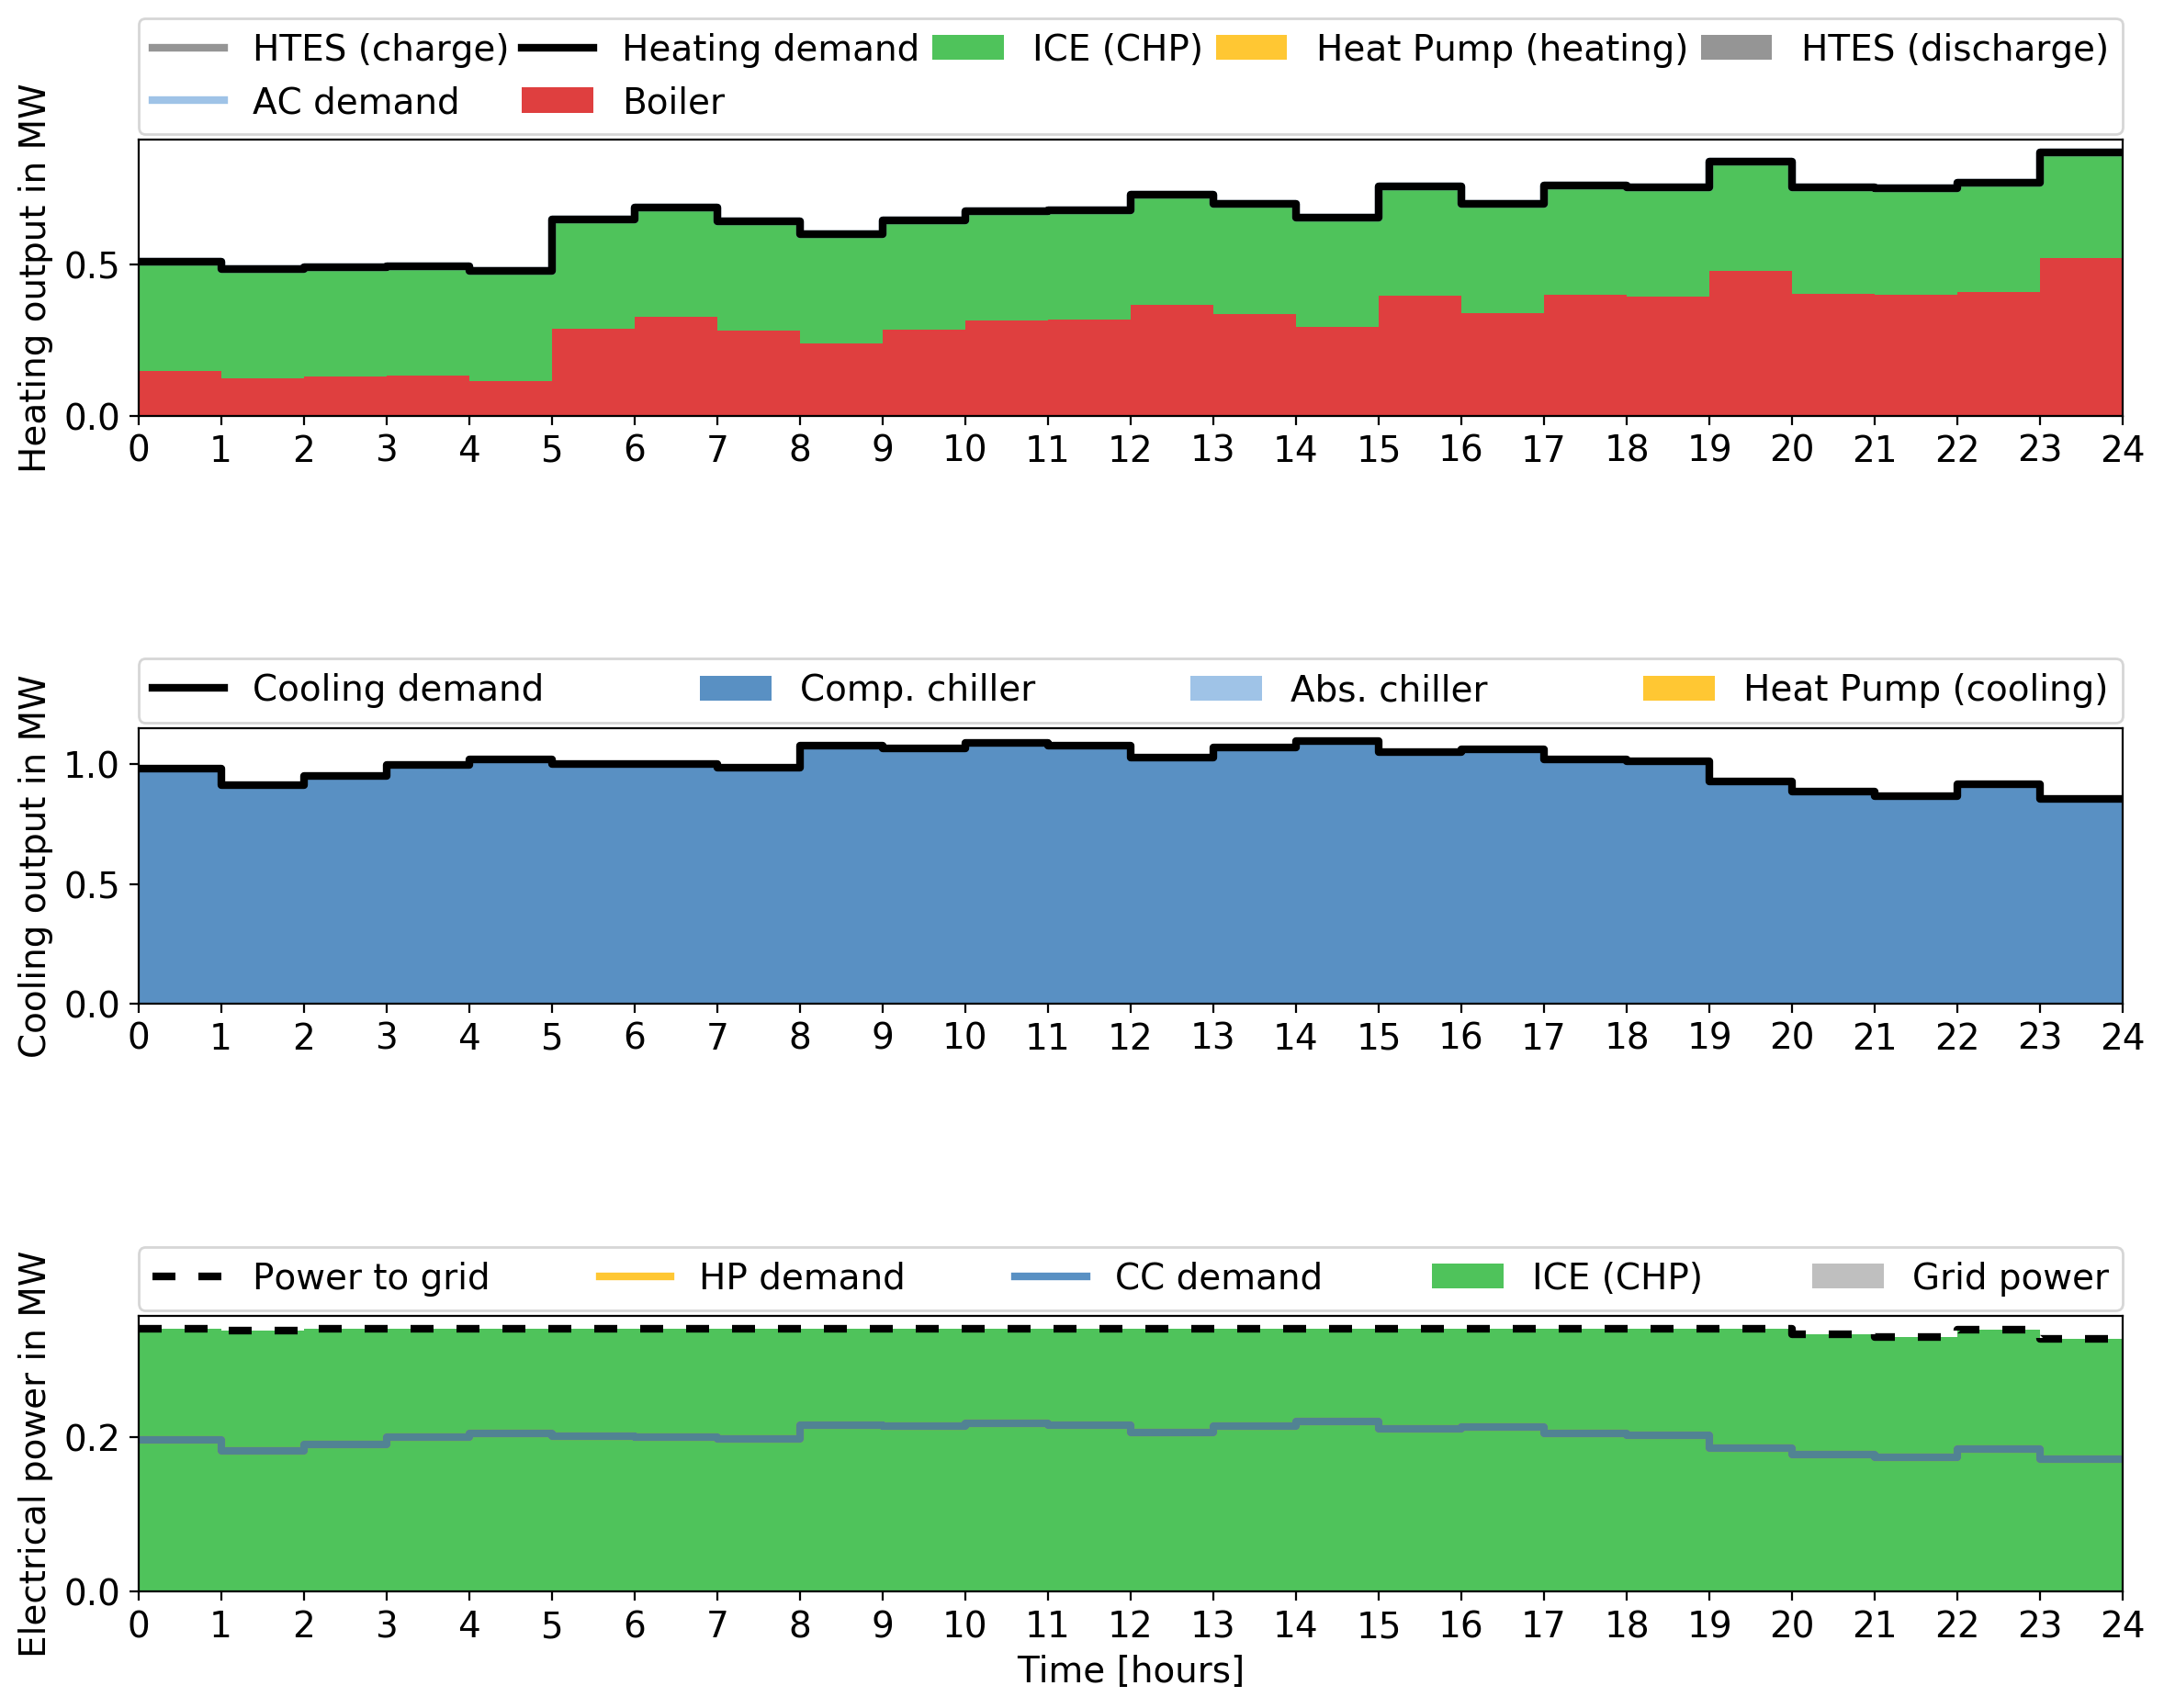 HTES (charge) Heating demand ICE (CHP) Heat Pump (heating) HTES (discharge)
AC demand Boiler
Heating output in MW
0.5
0.0
0 1 2 3 4 5 6 7 8 9 10 11 12 13 14 15 16 17 18 19 20 21 22 23 24
Cooling demand Comp. chiller Abs. chiller Heat Pump (cooling)
Cooling output in MW
1.0
0.5
0.0
0 1 2 3 4 5 6 7 8 9 10 11 12 13 14 15 16 17 18 19 20 21 22 23 24
Power to grid HP demand CC demand ICE (CHP) Grid power
Electrical power in MW
0.2
0.0
0 1 2 3 4 5 6 7 8 9 10 11 12 13 14 15 16 17 18 19 20 21 22 23 24
Time [hours]